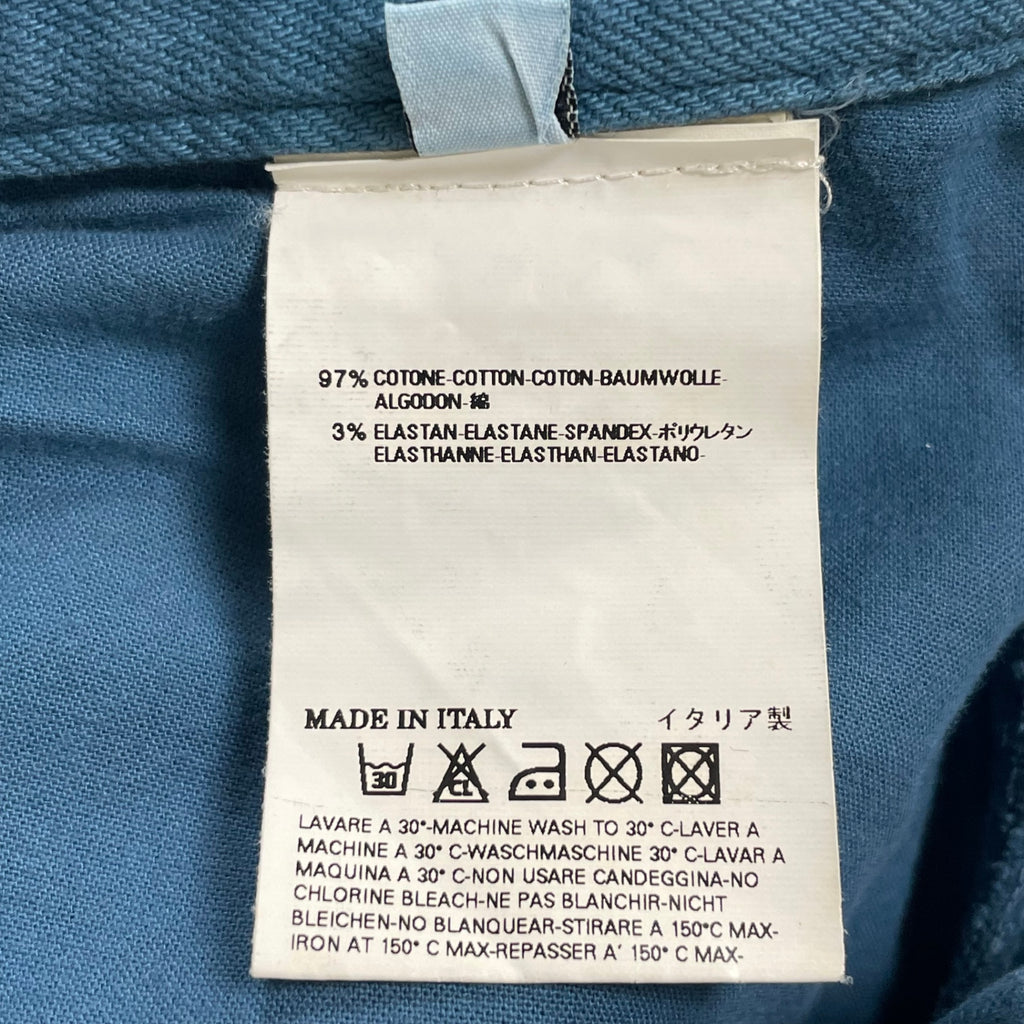 97% COTONE-COTTON-COTON-BAUMWOLLE-
ALGODON-綿
3% ELASTAN-ELASTANE-SPANDEX-ポリウレタン
ELASTHANNE-ELASTHAN-ELASTANO-
MADE IN ITALY イタリア製
30 CL
LAVARE A 30°-MACHINE WASH TO 30° C-LAVER A
MACHINE A 30° C-WASCHMASCHINE 30° C-LAVAR A
MAQUINA A 30° C-NON USARE CANDEGGINA-NO
CHLORINE BLEACH-NE PAS BLANCHIR-NICHT
BLEICHEN-NO BLANQUEAR-STIRARE A 150°C MAX-
IRON AT 150° C MAX-REPASSER A' 150° C MAX-